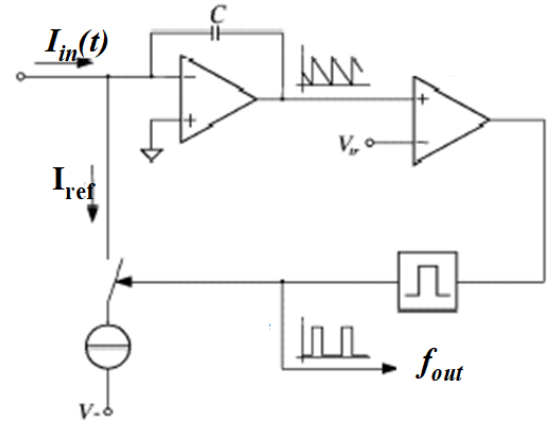 C
I_in(t)
−
+
+
V_tr
−
I_ref
f_out
V-